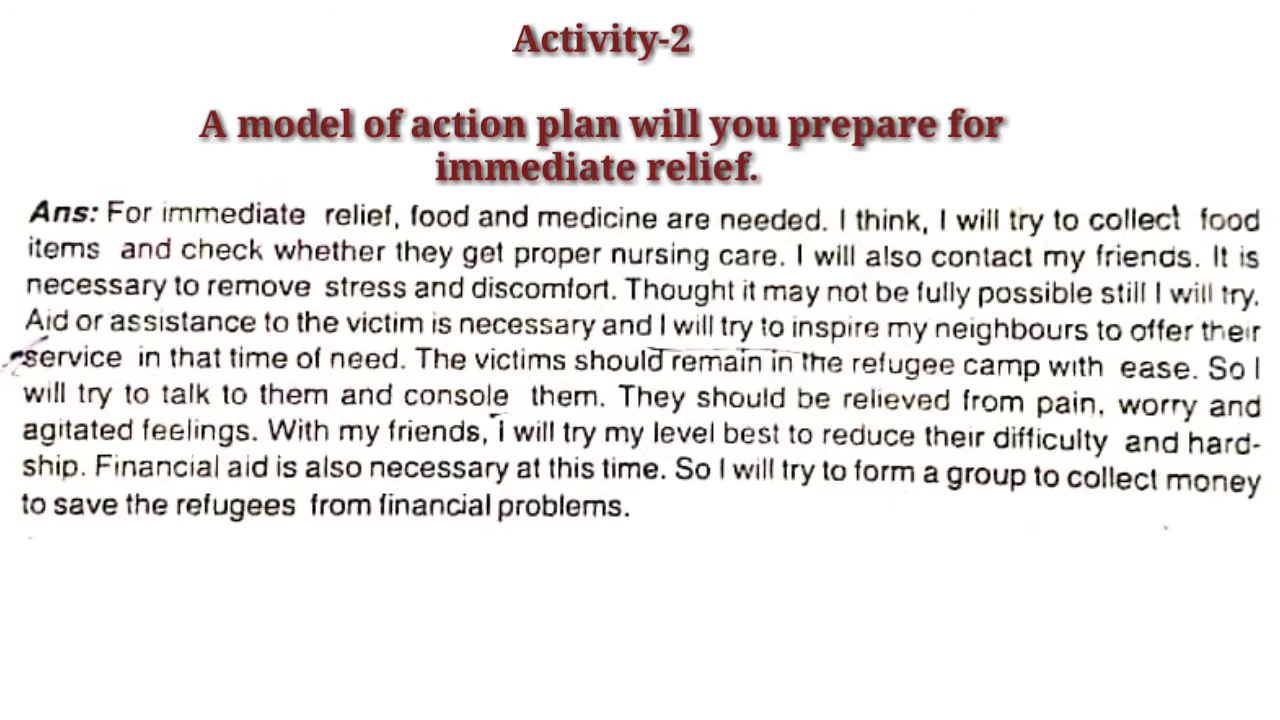 Activity-2
A model of action plan will you prepare for
immediate relief.
Ans: For immediate relief, food and medicine are needed. I think, I will try to collect food
items and check whether they get proper nursing care. I will also contact my friends. It is
necessary to remove stress and discomfort. Thought it may not be fully possible still I will try.
Aid or assistance to the victim is necessary and I will try to inspire my neighbours to offer their
service in that time of need. The victims should remain in the refugee camp with ease. So I
will try to talk to them and console them. They should be relieved from pain, worry and
agitated feelings. With my friends, i will try my level best to reduce their difficulty and hard-
ship. Financial aid is also necessary at this time. So I will try to form a group to collect money
to save the refugees from financial problems.